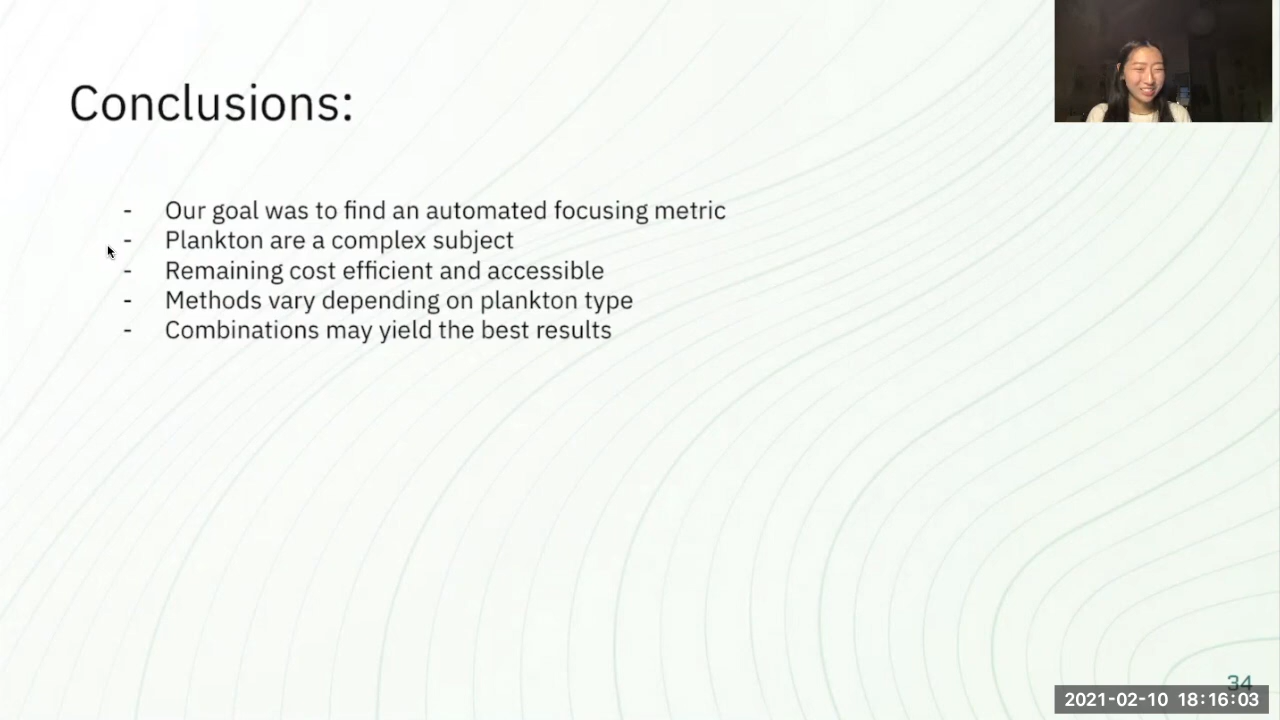 Conclusions:
- Our goal was to find an automated focusing metric
- Plankton are a complex subject
- Remaining cost efficient and accessible
- Methods vary depending on plankton type
- Combinations may yield the best results
34
2021-02-10 18:16:03